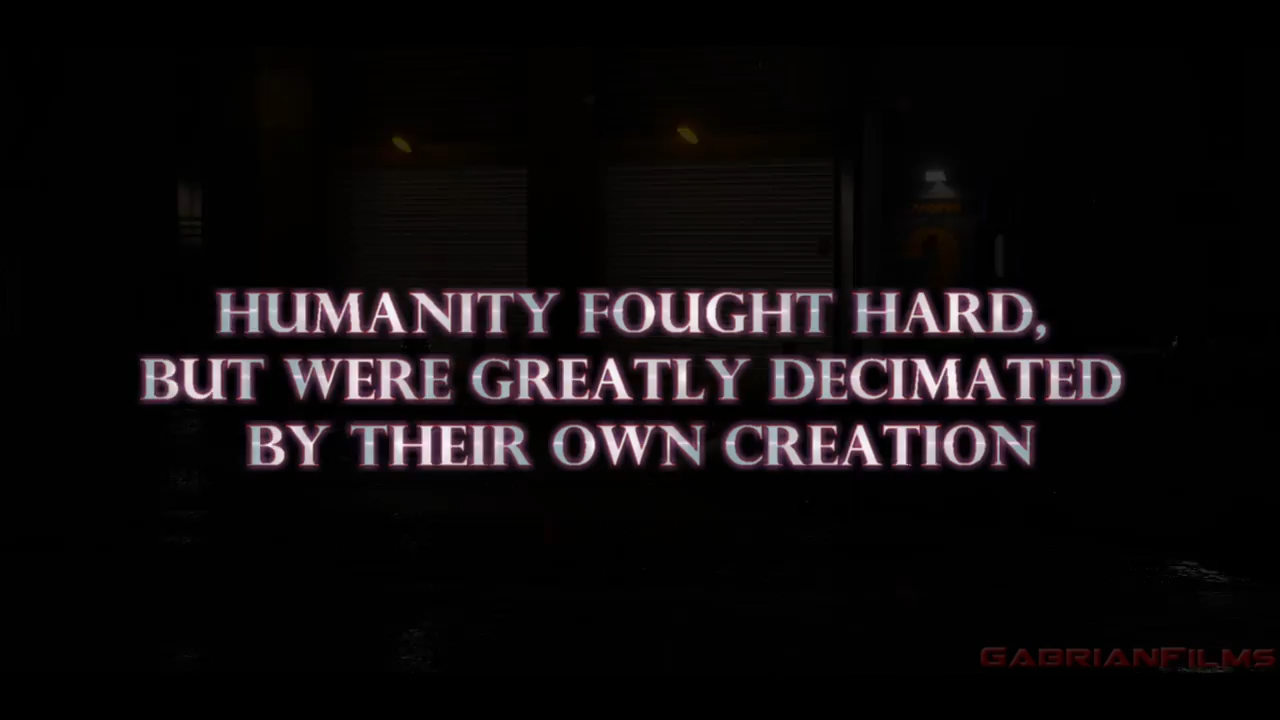 HUMANITY FOUGHT HARD,
BUT WERE GREATLY DECIMATED
BY THEIR OWN CREATION
GABRIANFILMS